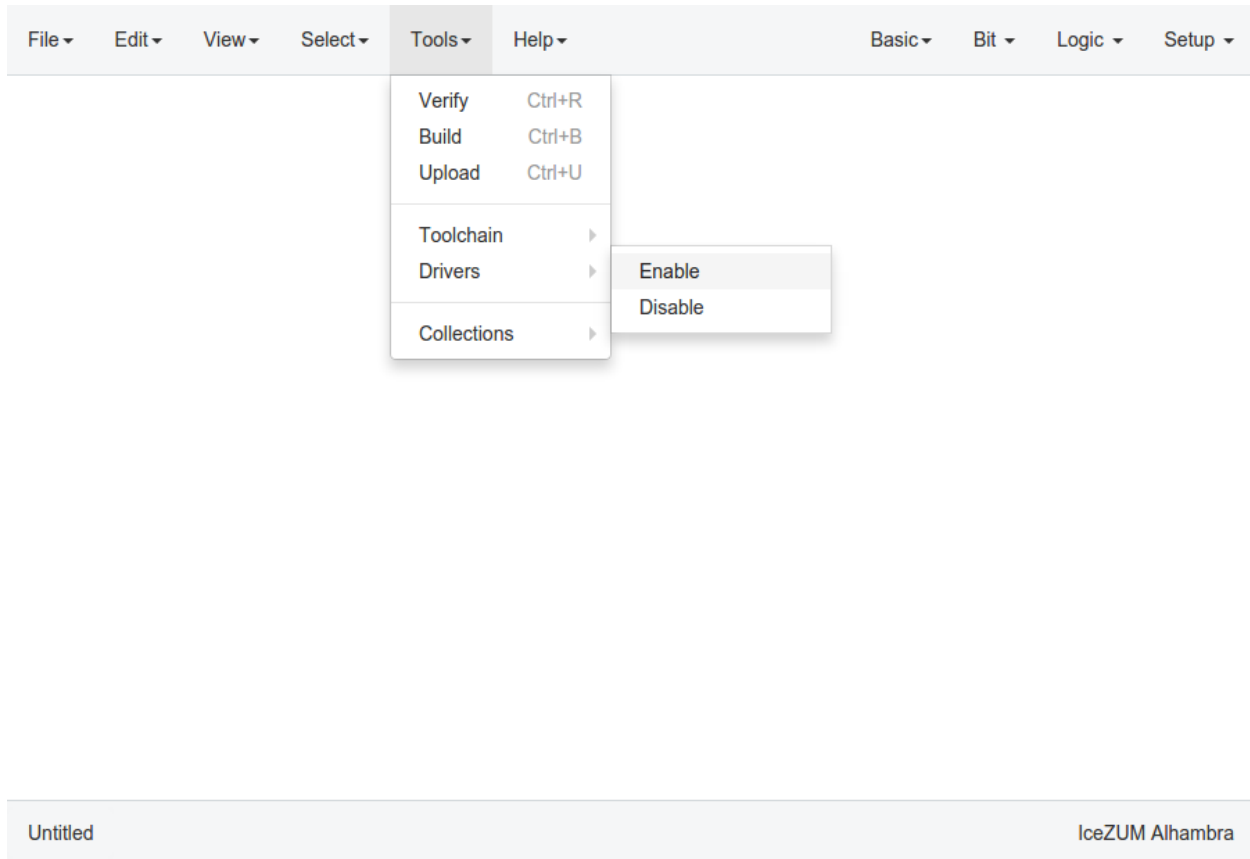 File Edit View Select Tools Help Basic Bit Logic Setup
Verify Ctrl+R
Build Ctrl+B
Upload Ctrl+U
Toolchain
Drivers
Enable
Disable
Collections
Untitled IceZUM Alhambra